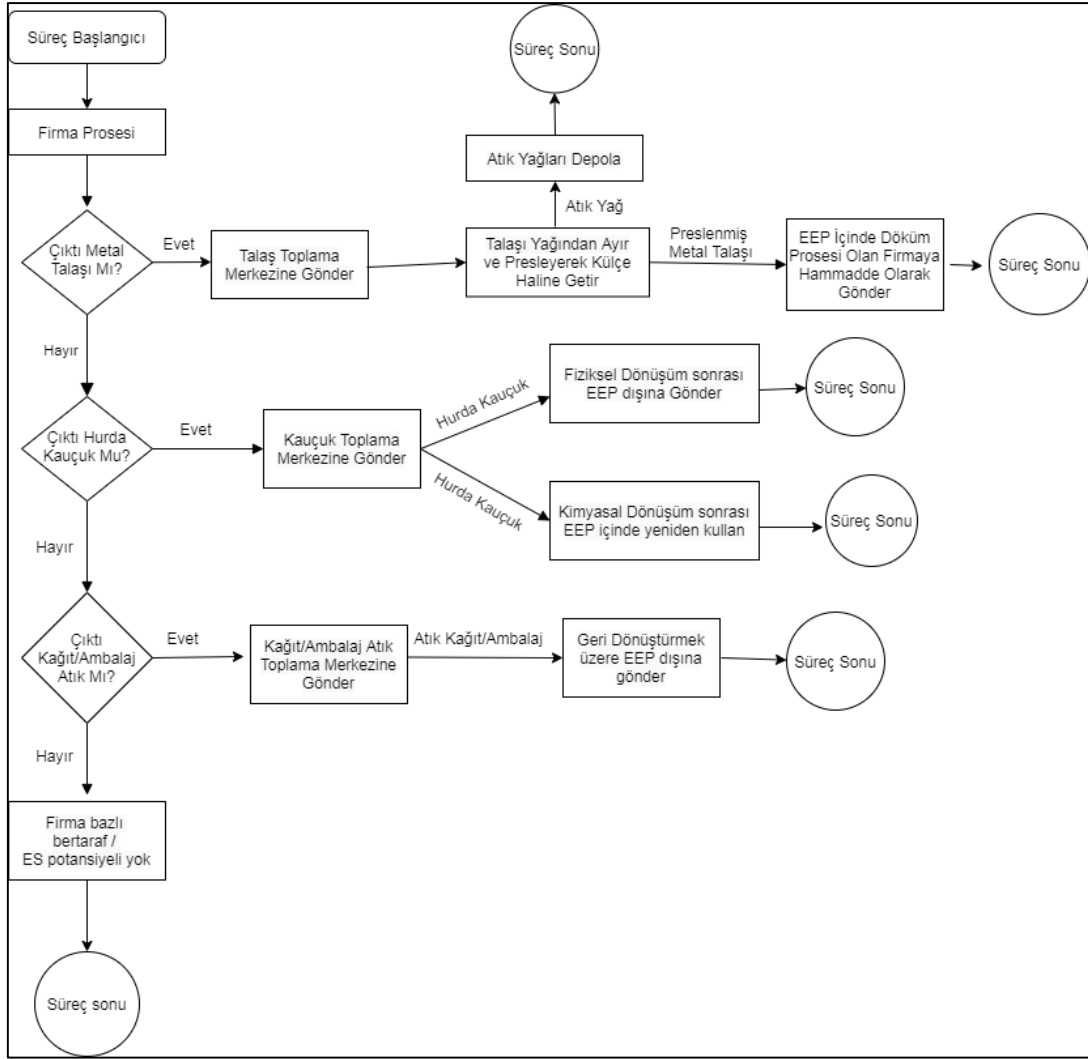 Süreç Başlangıcı
Firma Prosesi
Süreç Sonu
Atık Yağları Depola
Atık Yağ
Çıktı Metal
Talaşı Mı?
Evet
Talaş Toplama
Merkezine Gönder
Talaşı Yağından Ayır
ve Presleyerek Külçe
Haline Getir
Preslenmiş
Metal Talaşı
EEP İçinde Döküm
Prosesi Olan Firmaya
Hammadde Olarak
Gönder
Süreç Sonu
Hayır
Çıktı Hurda
Kauçuk Mu?
Evet
Kauçuk Toplama
Merkezine Gönder
Hurda Kauçuk
Fiziksel Dönüşüm sonrası
EEP dışına Gönder
Süreç Sonu
Hurda Kauçuk
Kimyasal Dönüşüm sonrası
EEP içinde yeniden kullan
Süreç Sonu
Hayır
Çıktı
Kağıt/Ambalaj
Atık Mı?
Evet
Kağıt/Ambalaj Atık
Toplama Merkezine
Gönder
Atık Kağıt/Ambalaj
Geri Dönüştürmek
üzere EEP dışına
gönder
Süreç Sonu
Hayır
Firma bazlı
bertaraf /
ES potansiyeli yok
Süreç sonu